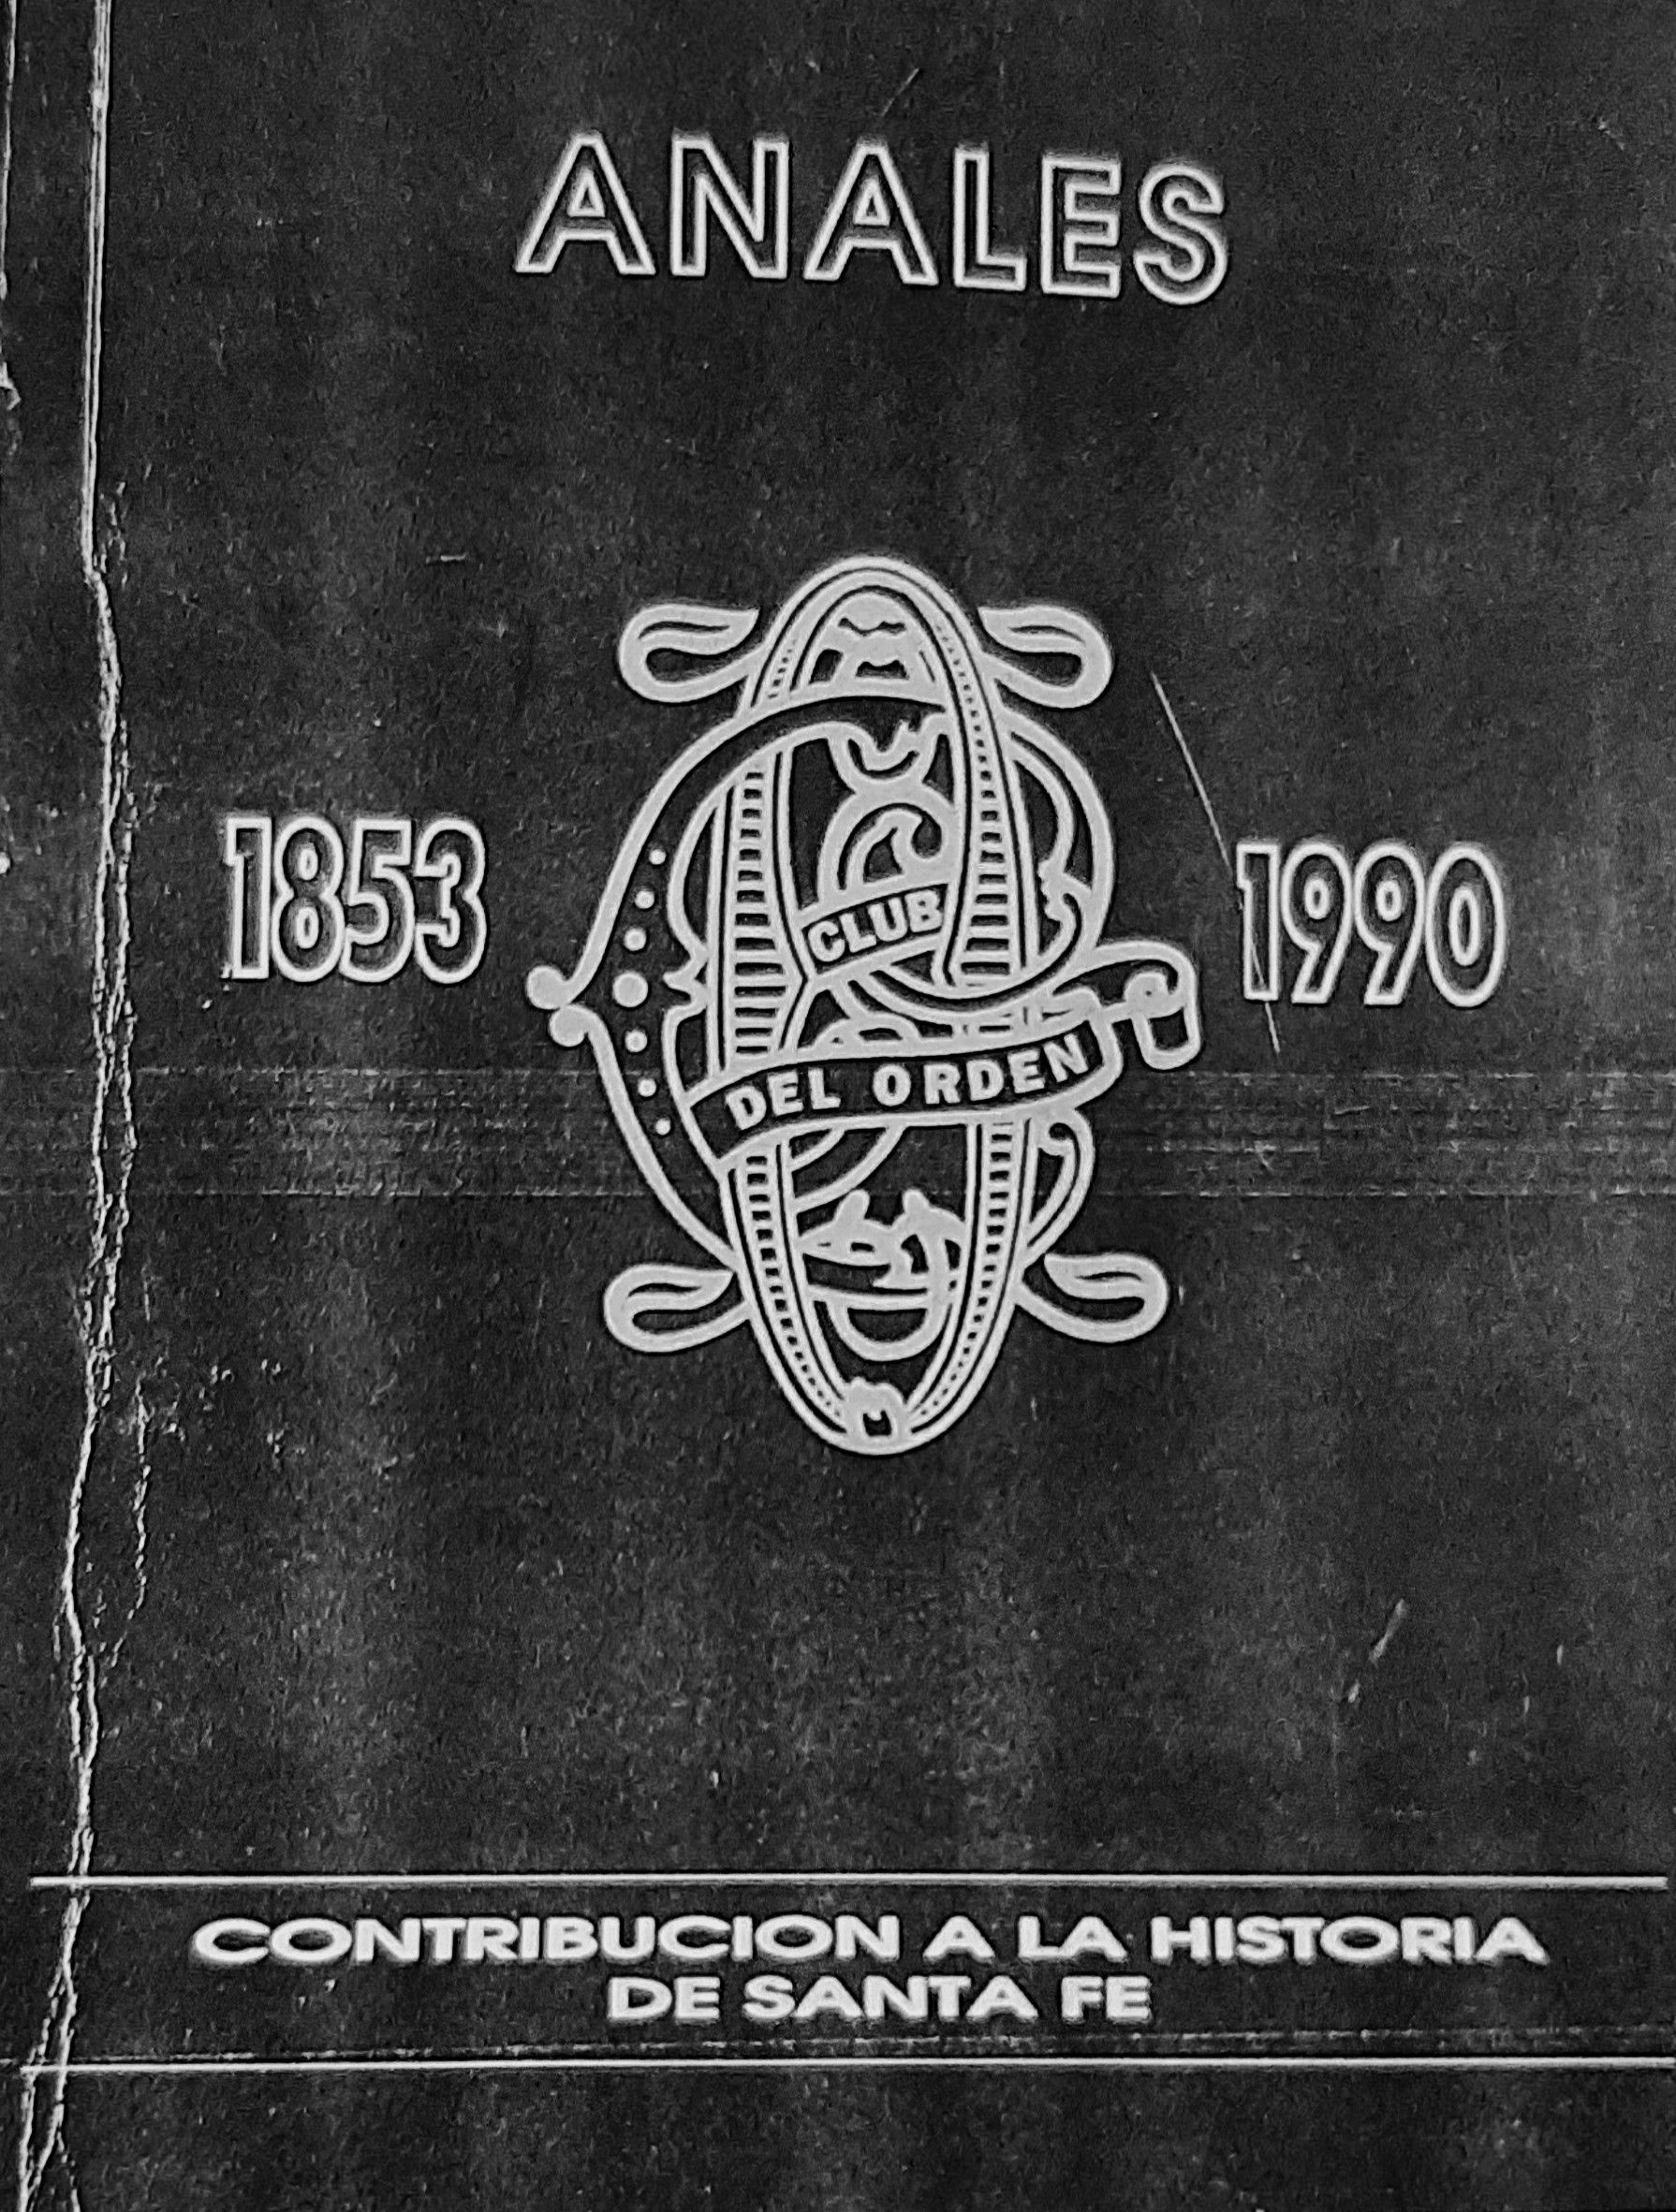 ANALES
1853
1990
CLUB
DEL ORDEN
CONTRIBUCION A LA HISTORIA
DE SANTA FE